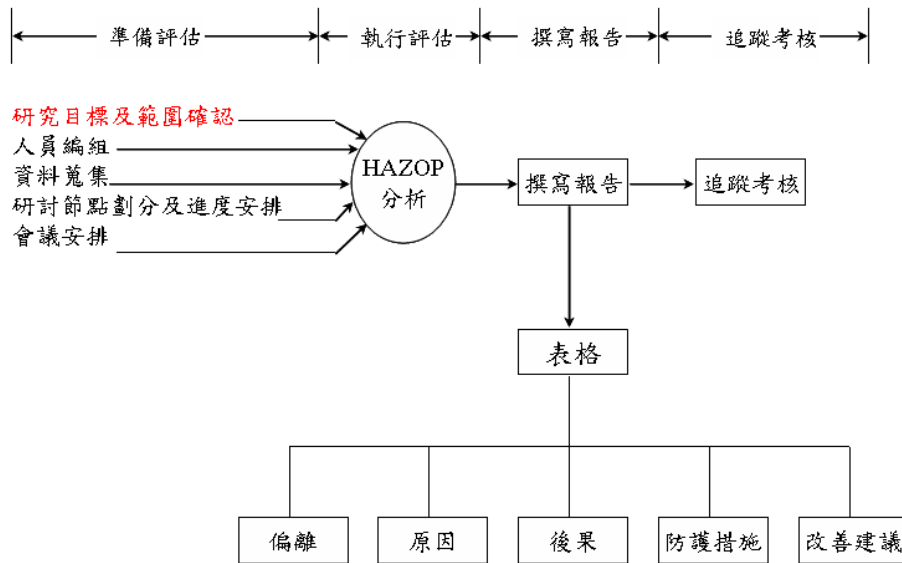 準備評估 執行評估 撰寫報告 追蹤考核
研究目標及範圍確認
人員編組
資料蒐集
研討節點劃分及進度安排
會議安排
HAZOP
分析
撰寫報告
追蹤考核
表格
偏離 原因 後果 防護措施 改善建議